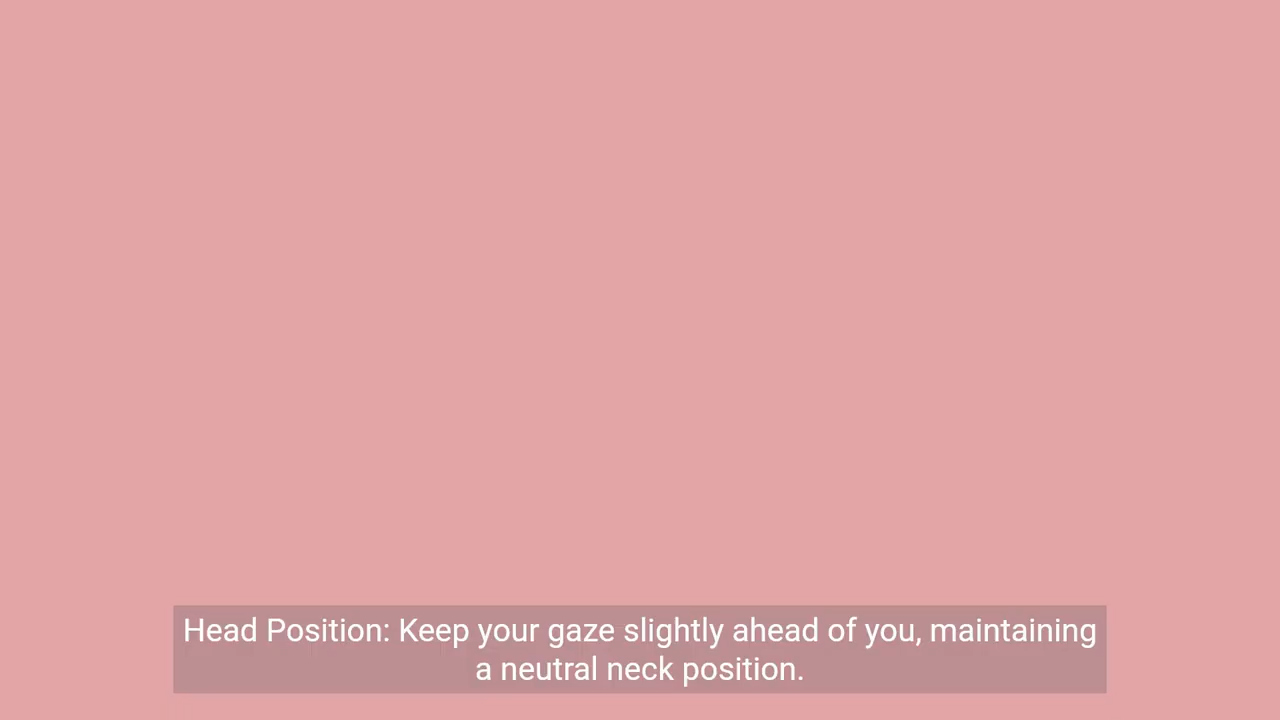 Head Position: Keep your gaze slightly ahead of you, maintaining
a neutral neck position.